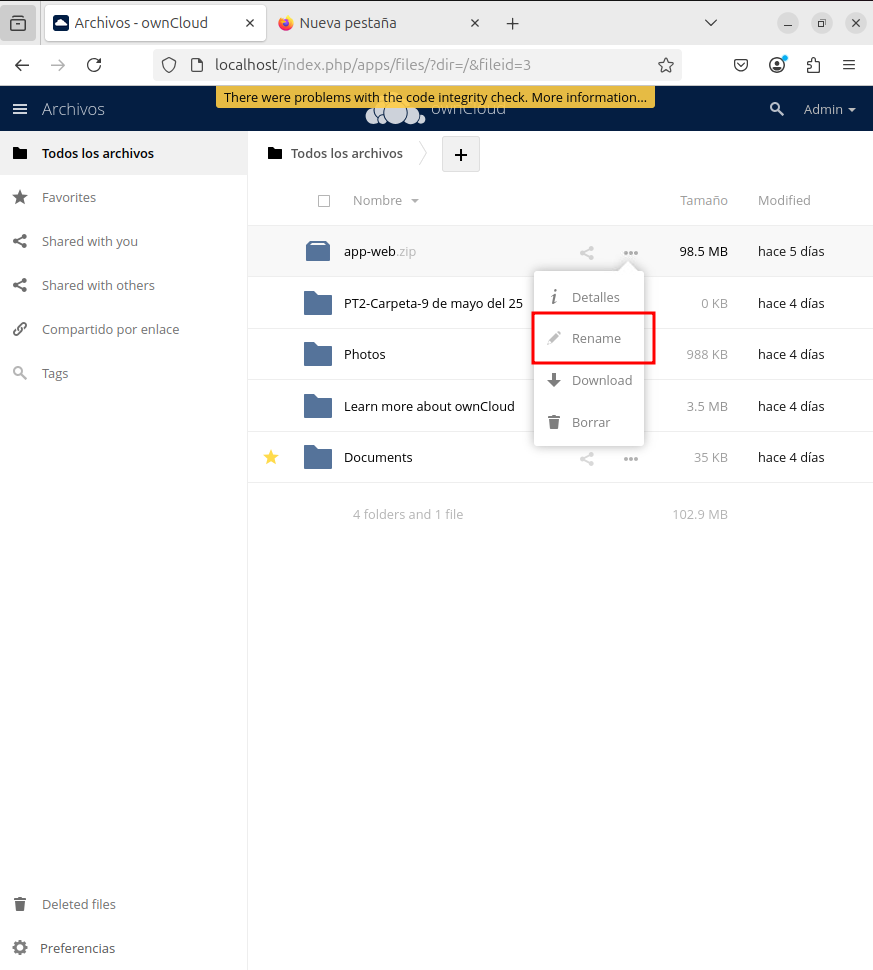 Archivos - ownCloud
Nueva pestaña
localhost/index.php/apps/files/?dir=/&fileid=3
There were problems with the code integrity check. More information...
Archivos
ownCloud
Admin
Todos los archivos
Favorites
Shared with you
Shared with others
Compartido por enlace
Tags
Todos los archivos
Nombre Tamaño Modified
app-web.zip 98.5 MB hace 5 días
PT2-Carpeta-9 de mayo del 25 0 KB hace 4 días
Photos 988 KB hace 4 días
Learn more about ownCloud 3.5 MB hace 4 días
Documents 35 KB hace 4 días
4 folders and 1 file 102.9 MB
Detalles
Rename
Download
Borrar
Deleted files
Preferencias